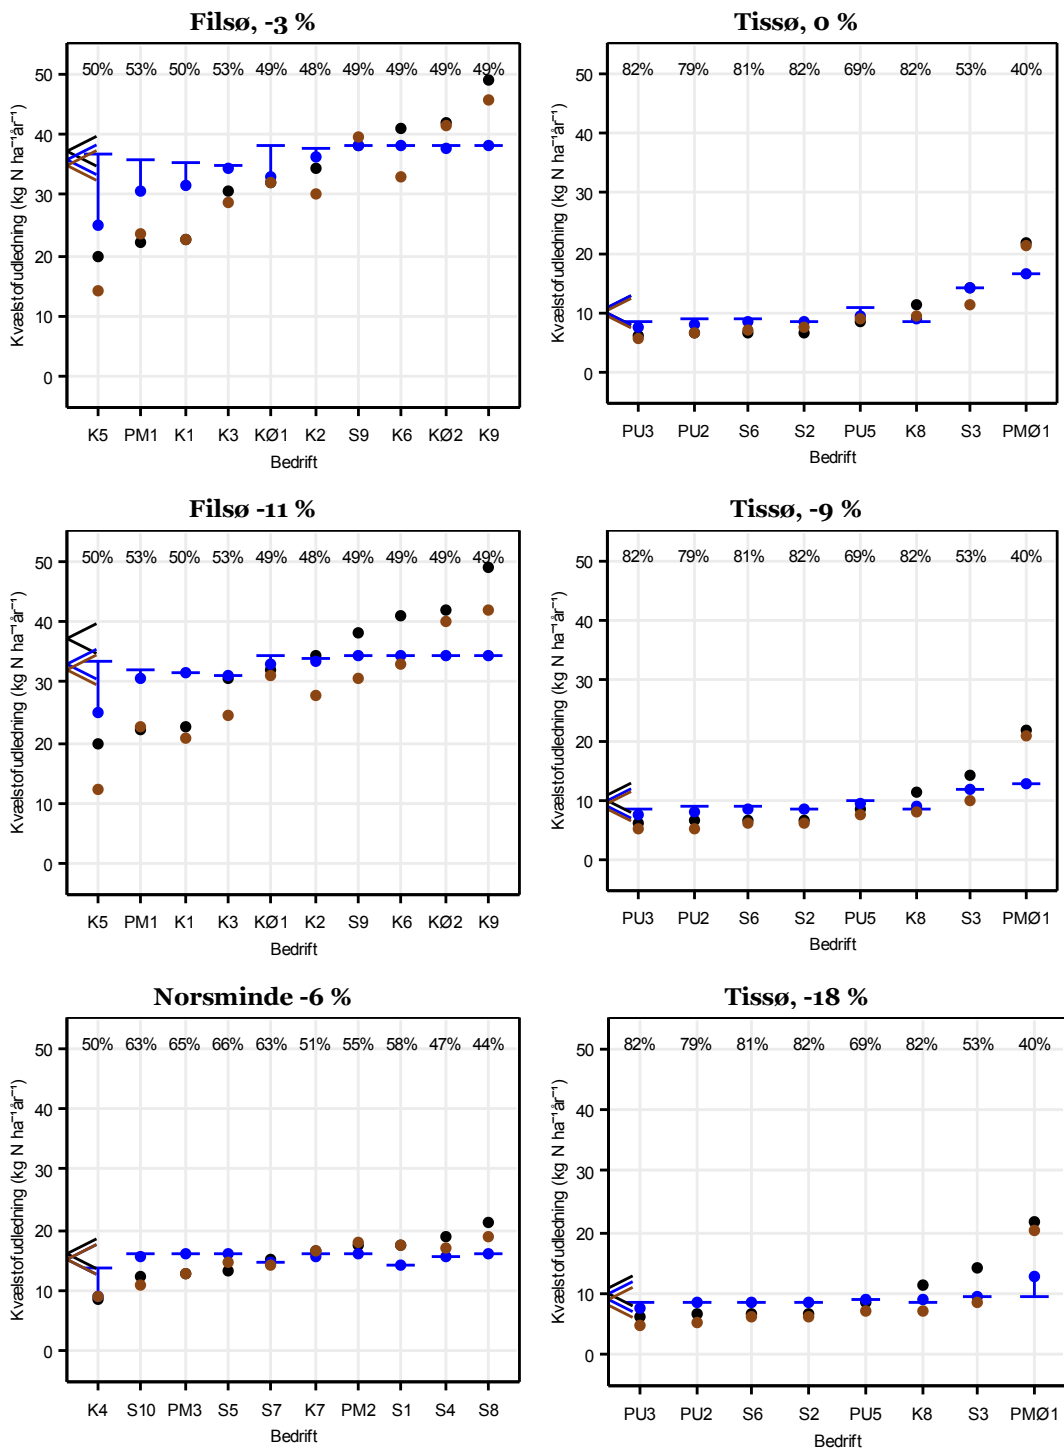 Filsø, -3 %
50% 53% 50% 53% 49% 48% 49% 49% 49% 49%
50
40
30
20
10
0
Kvælstofudledning (kg N ha⁻¹år⁻¹)
K5 PM1 K1 K3 KØ1 K2 S9 K6 KØ2 K9
Bedrift
Tissø, 0 %
82% 79% 81% 82% 69% 82% 53% 40%
50
40
30
20
10
0
Kvælstofudledning (kg N ha⁻¹år⁻¹)
PU3 PU2 S6 S2 PU5 K8 S3 PMØ1
Bedrift
Filsø -11 %
50% 53% 50% 53% 49% 48% 49% 49% 49% 49%
50
40
30
20
10
0
Kvælstofudledning (kg N ha⁻¹år⁻¹)
K5 PM1 K1 K3 KØ1 K2 S9 K6 KØ2 K9
Bedrift
Tissø, -9 %
82% 79% 81% 82% 69% 82% 53% 40%
50
40
30
20
10
0
Kvælstofudledning (kg N ha⁻¹år⁻¹)
PU3 PU2 S6 S2 PU5 K8 S3 PMØ1
Bedrift
Norsminde -6 %
50% 63% 65% 66% 63% 51% 55% 58% 47% 44%
50
40
30
20
10
0
Kvælstofudledning (kg N ha⁻¹år⁻¹)
K4 S10 PM3 S5 S7 K7 PM2 S1 S4 S8
Bedrift
Tissø, -18 %
82% 79% 81% 82% 69% 82% 53% 40%
50
40
30
20
10
0
Kvælstofudledning (kg N ha⁻¹år⁻¹)
PU3 PU2 S6 S2 PU5 K8 S3 PMØ1
Bedrift